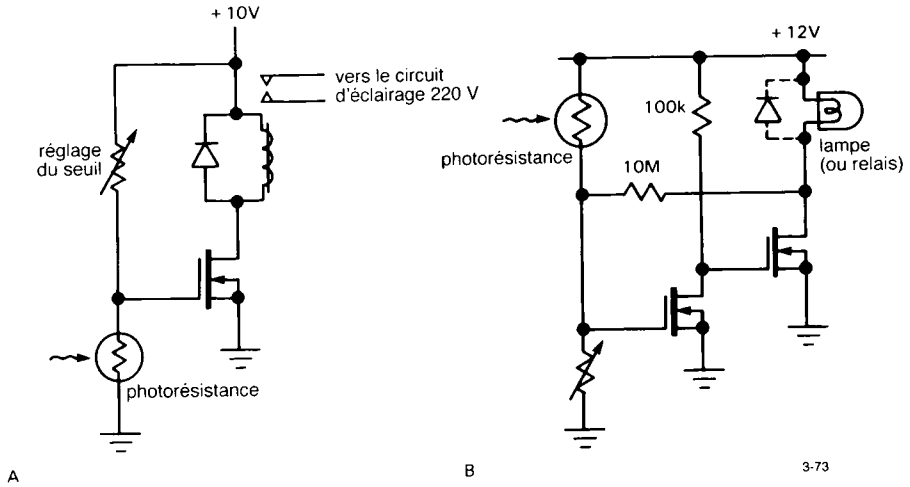 + 10V
vers le circuit
d'éclairage 220 V
réglage
du seuil
photorésistance
A
+ 12V
100k
photorésistance
lampe
(ou relais)
10M
B
3-73